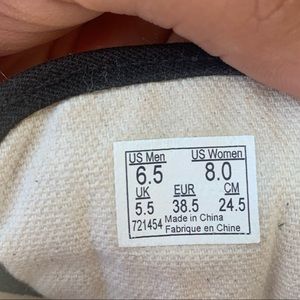 US Men US Women
6.5 8.0
UK EUR CM
5.5 38.5 24.5
721454 Made in China
Fabrique en Chine